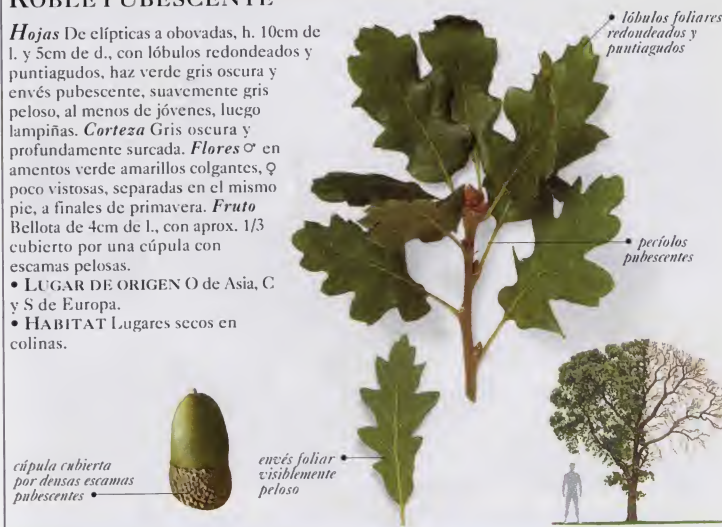 ROBLE PUBESCENTE
Hojas De elípticas a obovadas, h. 10cm de
l. y 5cm de d., con lóbulos redondeados y
puntiagudos, haz verde gris oscura y
envés pubescente, suavemente gris
peloso, al menos de jóvenes, luego
lampiñas. Corteza Gris oscura y
profundamente surcada. Flores ♂ en
amentos verde amarillos colgantes, ♀
poco vistosas, separadas en el mismo
pie, a finales de primavera. Fruto
Bellota de 4cm de l., con aprox. 1/3
cubierto por una cúpula con
escamas pelosas.
• LUGAR DE ORIGEN O de Asia, C
y S de Europa.
• HABITAT Lugares secos en
colinas.
• lóbulos foliares
redondeados y
puntiagudos
• pecíolos
pubescentes
cúpula cubierta
por densas escamas
pubescentes •
envés foliar •
visiblemente
peloso